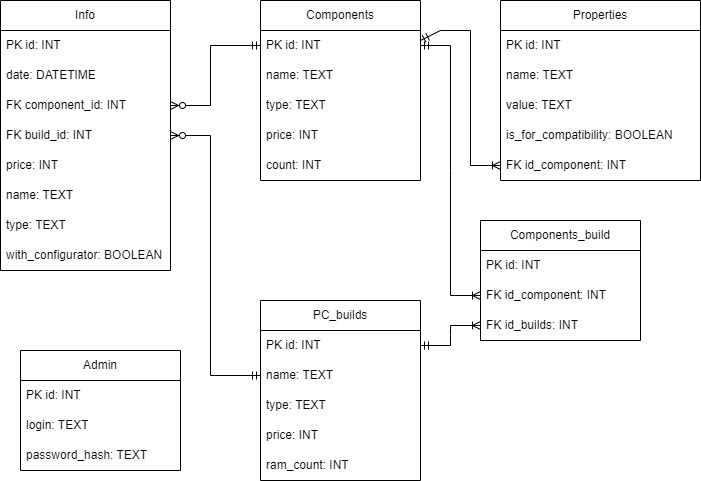 Info
PK id: INT
date: DATETIME
FK component_id: INT
FK build_id: INT
price: INT
name: TEXT
type: TEXT
with_configurator: BOOLEAN
Components
PK id: INT
name: TEXT
type: TEXT
price: INT
count: INT
Properties
PK id: INT
name: TEXT
value: TEXT
is_for_compatibility: BOOLEAN
FK id_component: INT
Components_build
PK id: INT
FK id_component: INT
FK id_builds: INT
PC_builds
PK id: INT
name: TEXT
type: TEXT
price: INT
ram_count: INT
Admin
PK id: INT
login: TEXT
password_hash: TEXT